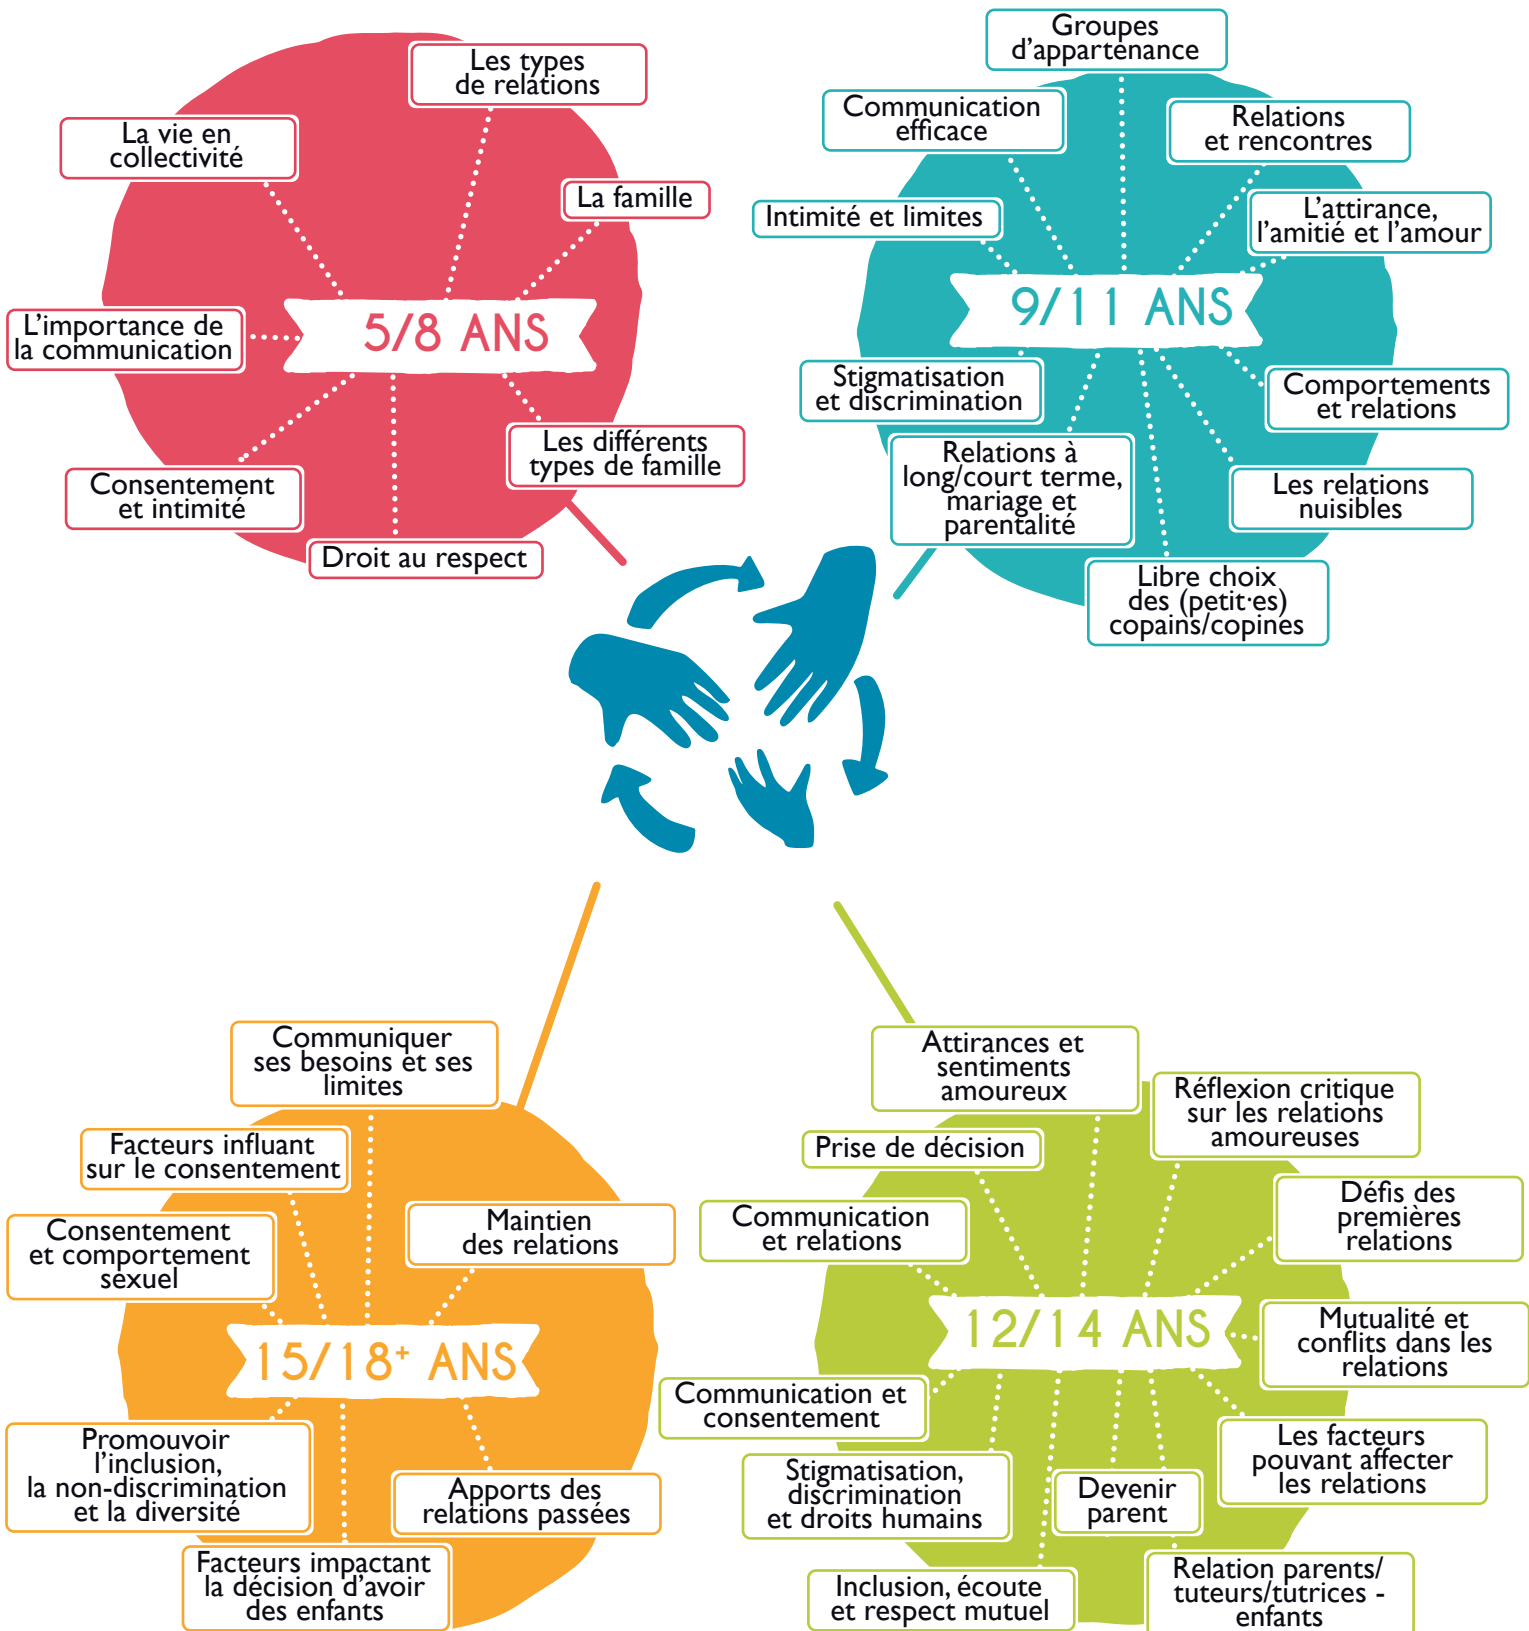 Les types
de relations
La vie en
collectivité
La famille
5/8 ANS
L'importance de
la communication
Les différents
types de famille
Consentement
et intimité
Droit au respect
Groupes
d'appartenance
Communication
efficace
Relations
et rencontres
Intimité et limites
L'attirance,
l'amitié et l'amour
9/11 ANS
Stigmatisation
et discrimination
Comportements
et relations
Relations à
long/court terme,
mariage et
parentalité
Les relations
nuisibles
Libre choix
des (petit·es)
copains/copines
Communiquer
ses besoins et ses
limites
Facteurs influant
sur le consentement
Maintien
des relations
Consentement
et comportement
sexuel
15/18+ ANS
Promouvoir
l'inclusion,
la non-discrimination
et la diversité
Apports des
relations passées
Facteurs impactant
la décision d'avoir
des enfants
Attirances et
sentiments
amoureux
Réflexion critique
sur les relations
amoureuses
Prise de décision
Défis des
premières
relations
Communication
et relations
12/14 ANS
Mutualité et
conflits dans les
relations
Communication et
consentement
Les facteurs
pouvant affecter
les relations
Stigmatisation,
discrimination
et droits humains
Devenir
parent
Inclusion, écoute
et respect mutuel
Relation parents/
tuteurs/tutrices -
enfants